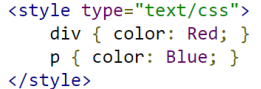 <style type="text/css">
    div { color: Red; }
    p { color: Blue; }
</style>